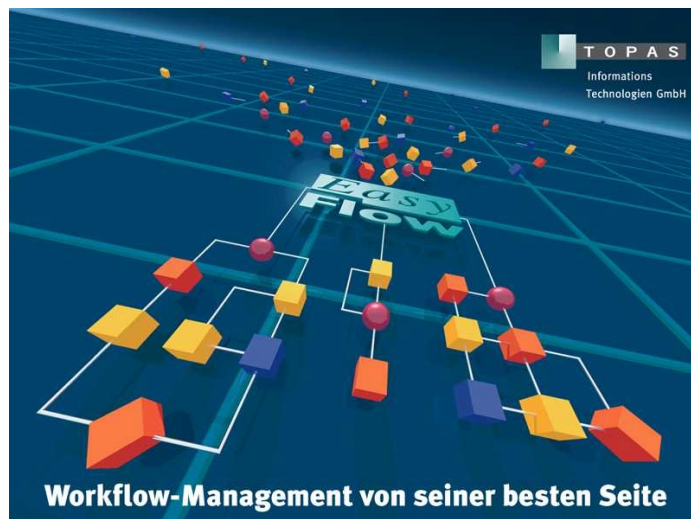 TOPAS
Informations
Technologien GmbH
Easy
Flow
Workflow-Management von seiner besten Seite